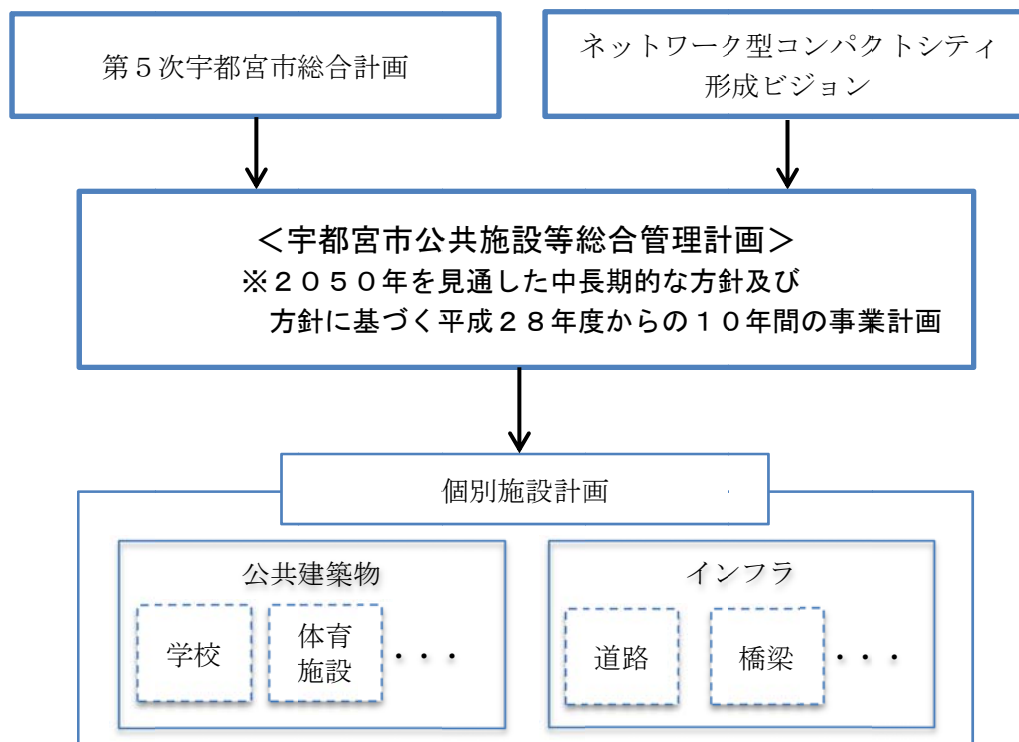 第５次宇都宮市総合計画
ネットワーク型コンパクトシティ
形成ビジョン
＜宇都宮市公共施設等総合管理計画＞
※２０５０年を見通した中長期的な方針及び
方針に基づく平成２８年度からの１０年間の事業計画
個別施設計画
公共建築物
学校
体育
施設
・・・
インフラ
道路
橋梁
・・・